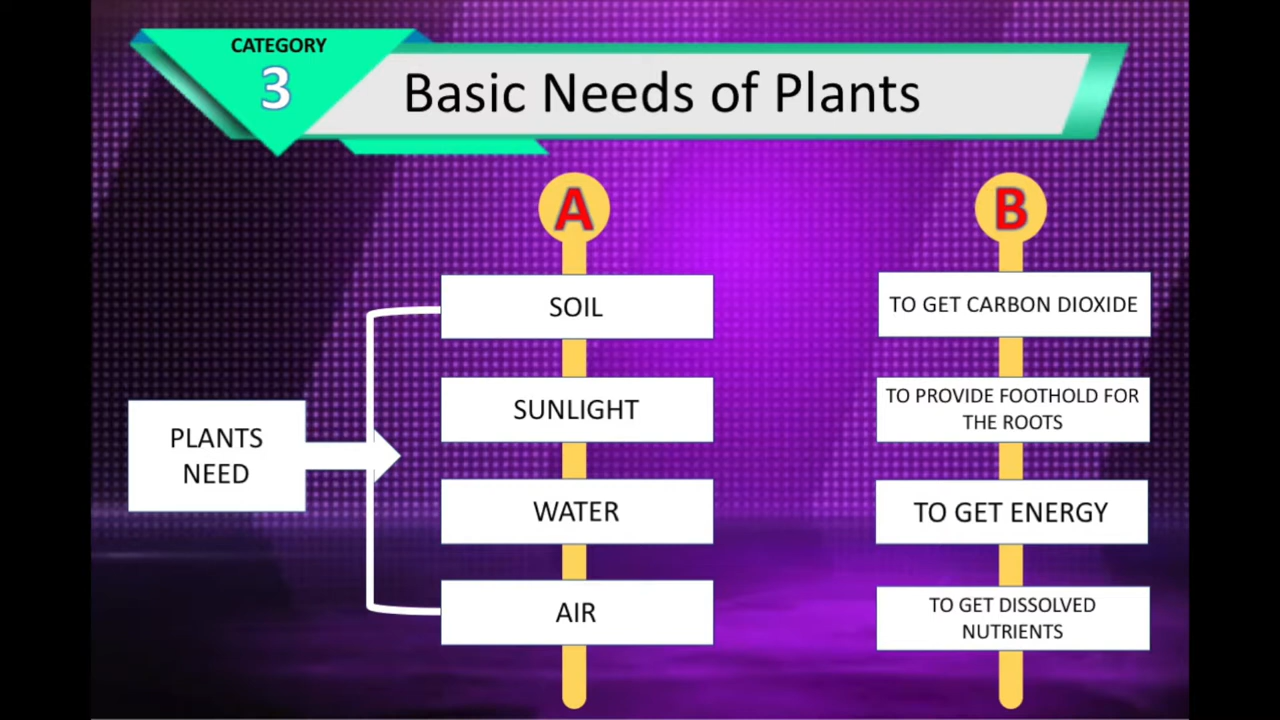 CATEGORY
3
Basic Needs of Plants
A
B
PLANTS
NEED
SOIL
SUNLIGHT
WATER
AIR
TO GET CARBON DIOXIDE
TO PROVIDE FOOTHOLD FOR
THE ROOTS
TO GET ENERGY
TO GET DISSOLVED
NUTRIENTS